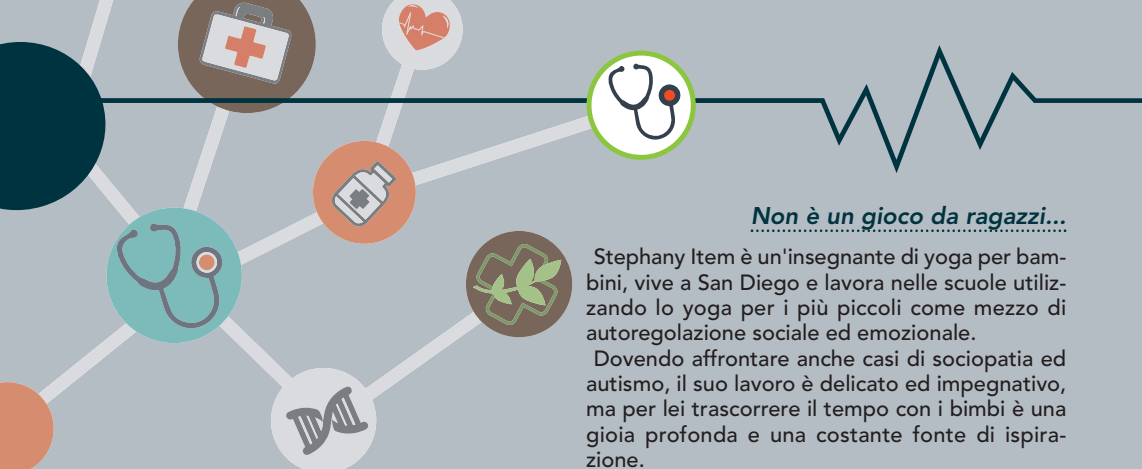 Non è un gioco da ragazzi...
Stephany Item è un'insegnante di yoga per bam-
bini, vive a San Diego e lavora nelle scuole utiliz-
zando lo yoga per i più piccoli come mezzo di
autoregolazione sociale ed emozionale.
Dovendo affrontare anche casi di sociopatia ed
autismo, il suo lavoro è delicato ed impegnativo,
ma per lei trascorrere il tempo con i bimbi è una
gioia profonda e una costante fonte di ispira-
zione.